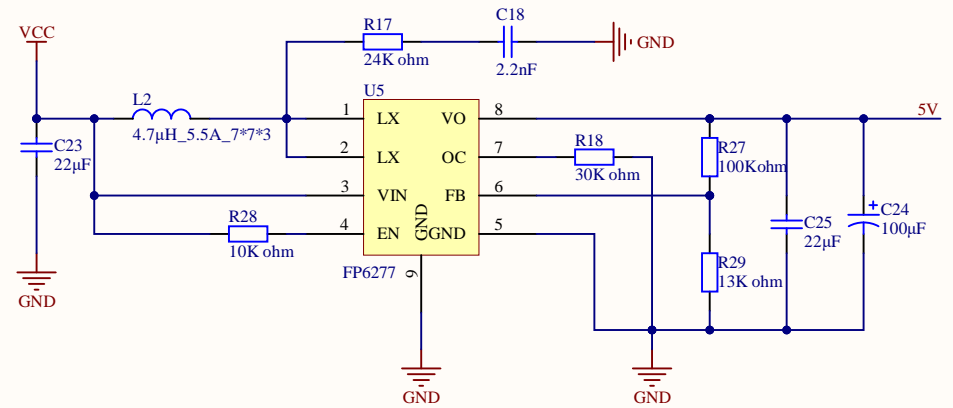 VCC
C18
R17
GND
24K ohm
2.2nF
U5
L2
1
LX
VO
8
5V
4.7μH_5.5A_7*7*3
C23
22μF
2
LX
OC
7
R18
30K ohm
R27
100Kohm
3
VIN
FB
6
R28
10K ohm
4
EN
GND
GND
5
C25
22μF
C24
100μF
FP6277
9
R29
13K ohm
GND
GND
GND